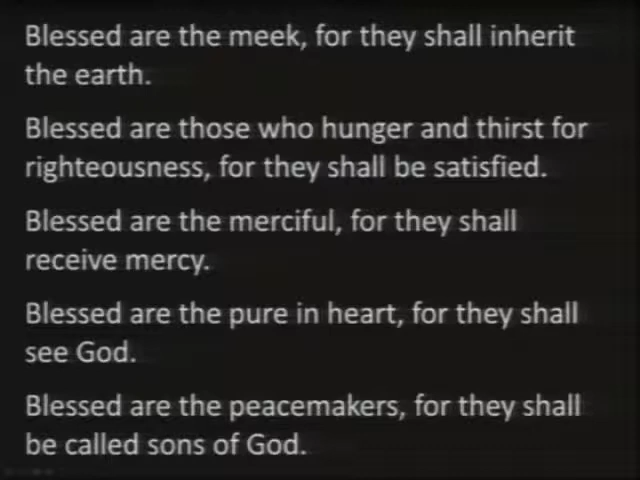 Blessed are the meek, for they shall inherit
the earth.
Blessed are those who hunger and thirst for
righteousness, for they shall be satisfied.
Blessed are the merciful, for they shall
receive mercy.
Blessed are the pure in heart, for they shall
see God.
Blessed are the peacemakers, for they shall
be called sons of God.